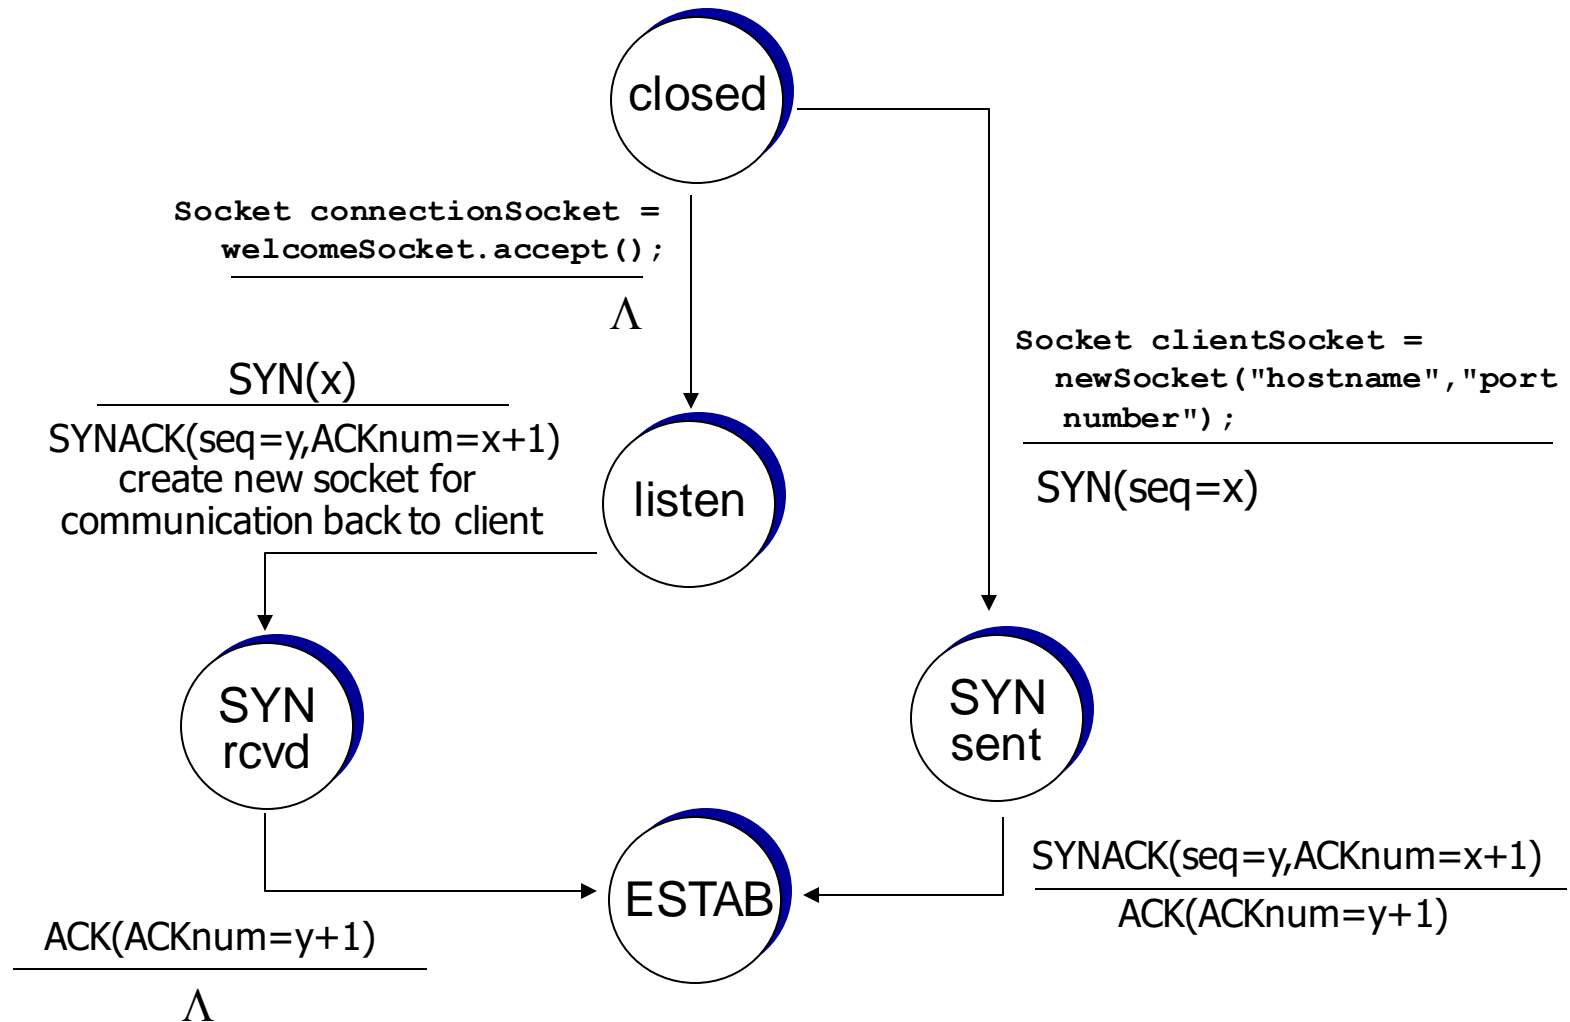 closed
Socket connectionSocket =
welcomeSocket.accept();
Λ
Socket clientSocket =
newSocket("hostname","port
number");
SYN(seq=x)
SYN(x)
SYNACK(seq=y,ACKnum=x+1)
create new socket for
communication back to client
listen
SYN
rcvd
SYN
sent
ESTAB
SYNACK(seq=y,ACKnum=x+1)
ACK(ACKnum=y+1)
ACK(ACKnum=y+1)
Λ